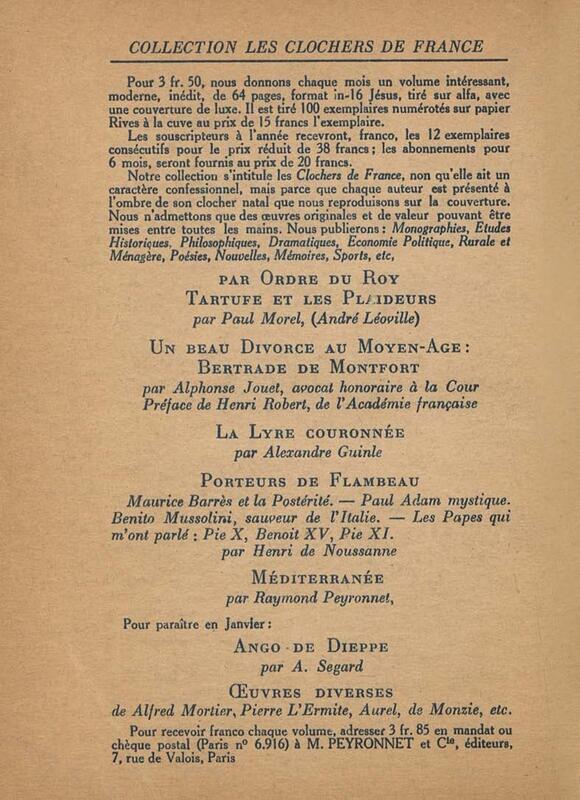 COLLECTION LES CLOCHERS DE FRANCE
Pour 3 fr. 50, nous donnons chaque mois un volume intéressant,
moderne, inédit, de 64 pages, format in-16 Jésus, tiré sur alfa, avec
une couverture de luxe. Il est tiré 100 exemplaires numérotés sur papier
Rives à la cuve au prix de 15 francs l'exemplaire.
Les souscripteurs à l'année recevront, franco, les 12 exemplaires
consécutifs pour le prix réduit de 38 francs ; les abonnements pour
6 mois, seront fournis au prix de 20 francs.
Notre collection s'intitule les Clochers de France, non qu'elle ait un
caractère confessionnel, mais parce que chaque auteur est présenté à
l'ombre de son clocher natal que nous reproduisons sur la couverture.
Nous n'admettons que des œuvres originales et de valeur pouvant être
mises entre toutes les mains. Nous publierons : Monographies, Etudes
Historiques, Philosophiques, Dramatiques, Economie Politique, Rurale et
Ménagère, Poésies, Nouvelles, Mémoires, Sports, etc,
PAR ORDRE DU ROY
TARTUFE ET LES PLAIDEURS
par Paul Morel, (André Léoville)
UN BEAU DIVORCE AU MOYEN-AGE :
BERTRADE DE MONTFORT
par Alphonse Jouet, avocat honoraire à la Cour
Préface de Henri Robert, de l'Académie française
LA LYRE COURONNÉE
par Alexandre Guinle
PORTEURS DE FLAMBEAU
Maurice Barrès et la Postérité. — Paul Adam mystique.
Benito Mussolini, sauveur de l'Italie. — Les Papes qui
m'ont parlé : Pie X, Benoit XV, Pie XI.
par Henri de Noussanne
MÉDITERRANÉE
par Raymond Peyronnet,
Pour paraître en Janvier :
ANGO DE DIEPPE
par A. Segard
ŒUVRES DIVERSES
de Alfred Mortier, Pierre L'Ermite, Aurel, de Monzie, etc.
Pour recevoir franco chaque volume, adresser 3 fr. 85 en mandat ou
chèque postal (Paris nº 6.916) à M. PEYRONNET et Cie, éditeurs,
7, rue de Valois, Paris